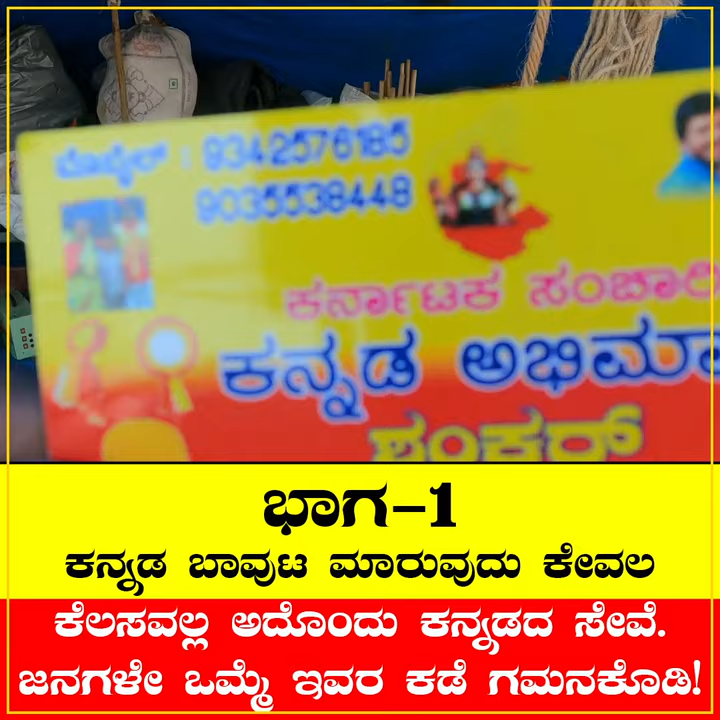 ಮೊಬೈಲ್ : 9342576185
9035538448
ಕರ್ನಾಟಕ
ಕನ್ನಡ
ಶಂಕರ್
ಭಾಗ-1
ಕನ್ನಡ ಬಾವುಟ ಮಾರುವುದು ಕೇವಲ
ಕೆಲಸವಲ್ಲ ಅದೊಂದು ಕನ್ನಡದ ಸೇವೆ.
ಜನಗಳೇ ಒಮ್ಮೆ ಇವರ ಕಡೆ ಗಮನಕೊಡಿ!